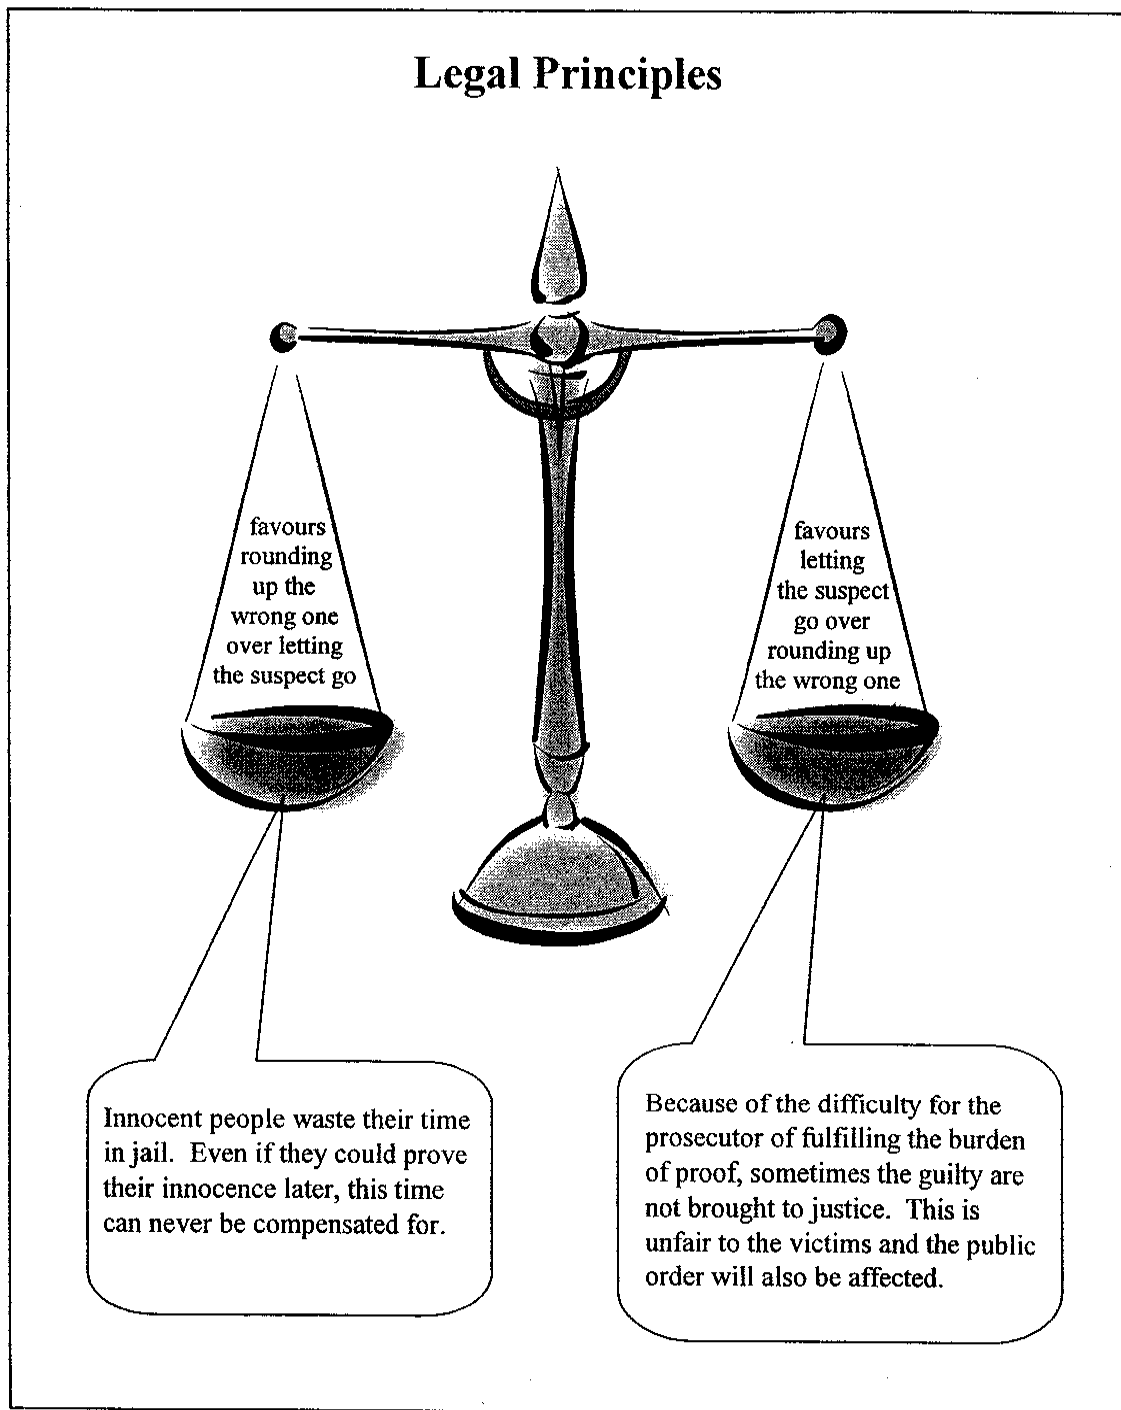 Legal Principles
favours
rounding
up the
wrong one
over letting
the suspect go
favours
letting
the suspect
go over
rounding up
the wrong one
Innocent people waste their time
in jail. Even if they could prove
their innocence later, this time
can never be compensated for.
Because of the difficulty for the
prosecutor of fulfilling the burden
of proof, sometimes the guilty are
not brought to justice. This is
unfair to the victims and the public
order will also be affected.